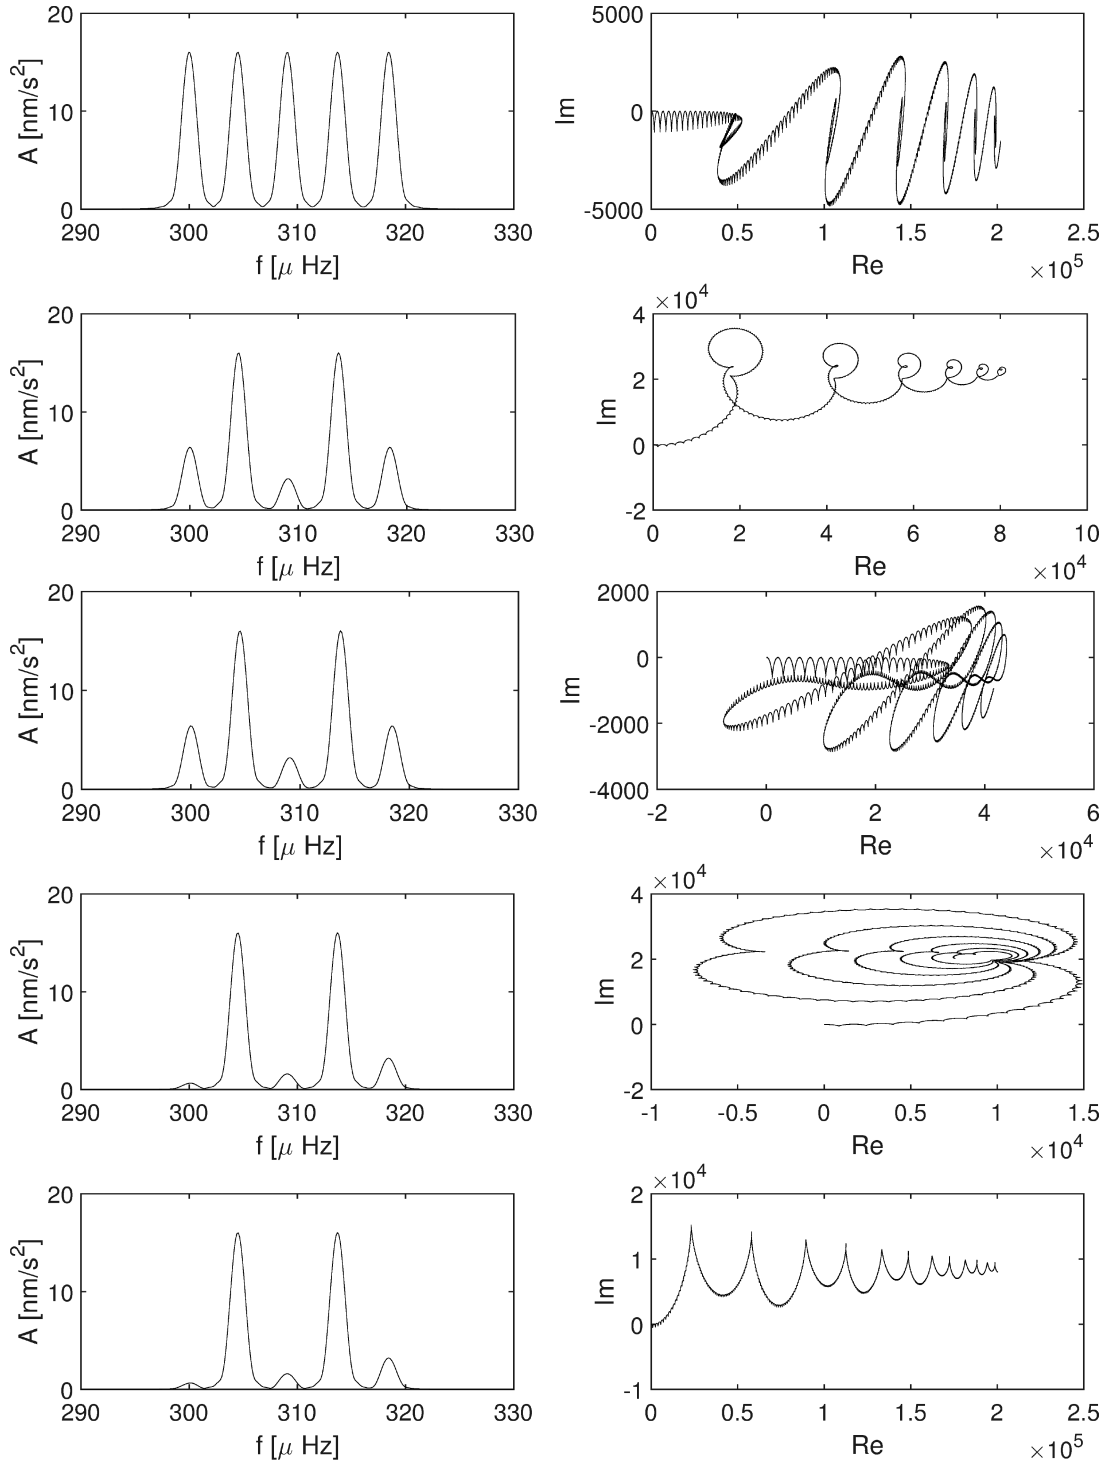 20
10
0
A [nm/s²]
290 300 310 320 330
f [μ Hz]
5000
0
-5000
Im
0 0.5 1 1.5 2 2.5
Re
×10⁵
20
10
0
A [nm/s²]
290 300 310 320 330
f [μ Hz]
×10⁴
4
2
0
-2
Im
0 2 4 6 8 10
Re
×10⁴
20
10
0
A [nm/s²]
290 300 310 320 330
f [μ Hz]
2000
0
-2000
-4000
Im
-2 0 2 4 6
Re
×10⁴
20
10
0
A [nm/s²]
290 300 310 320 330
f [μ Hz]
×10⁴
4
2
0
-2
Im
-1 -0.5 0 0.5 1 1.5
Re
×10⁴
20
10
0
A [nm/s²]
290 300 310 320 330
f [μ Hz]
×10⁴
2
1
0
-1
Im
0 0.5 1 1.5 2 2.5
Re
×10⁵